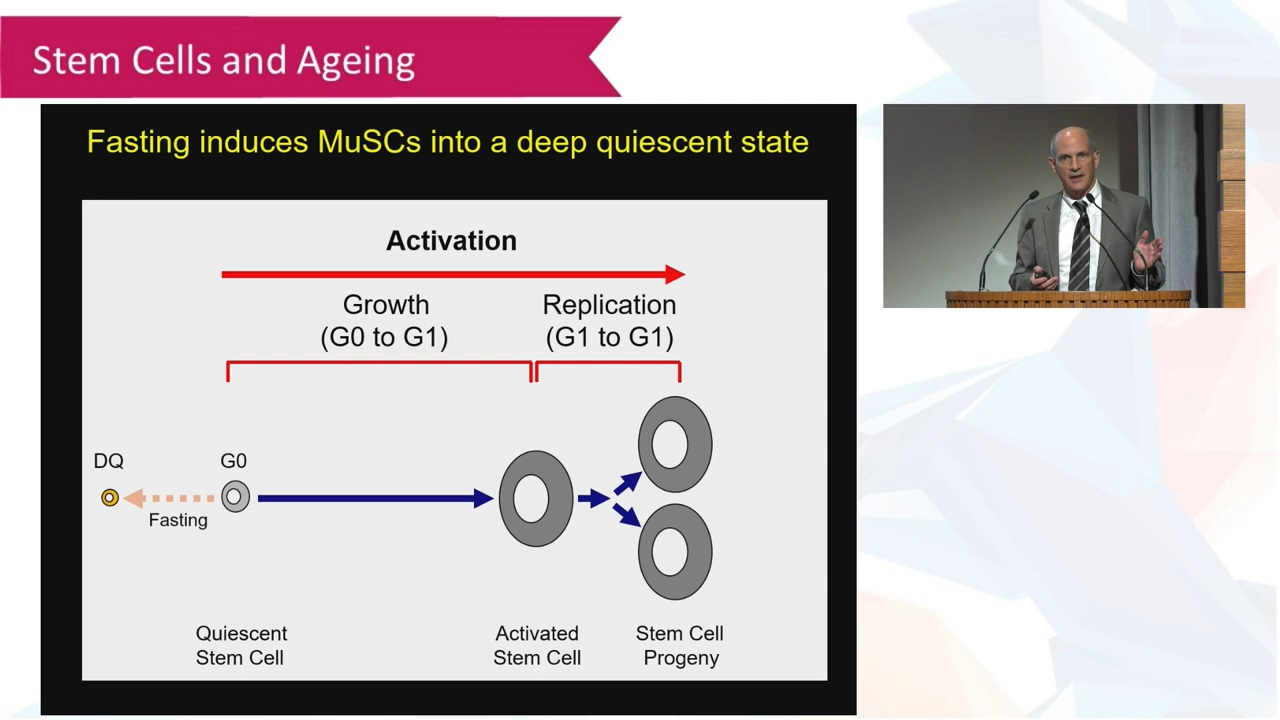 Stem Cells and Ageing
Fasting induces MuSCs into a deep quiescent state
Activation
Growth
(G0 to G1)
Replication
(G1 to G1)
DQ
G0
Fasting
Quiescent
Stem Cell
Activated
Stem Cell
Stem Cell
Progeny